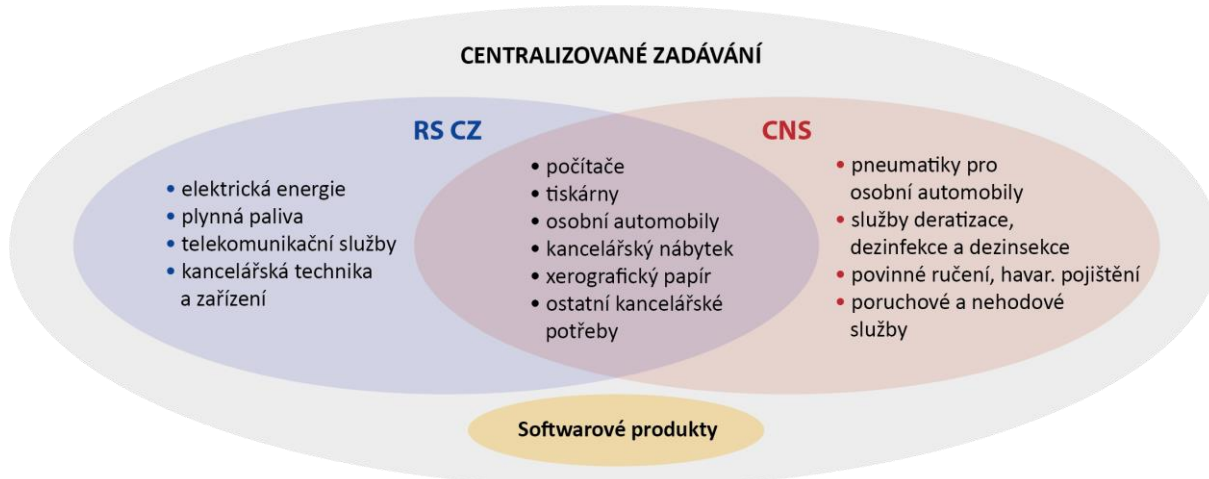 CENTRALIZOVANÉ ZADÁVÁNÍ
RS CZ
• elektrická energie
• plynná paliva
• telekomunikační služby
• kancelářská technika
a zařízení
• počítače
• tiskárny
• osobní automobily
• kancelářský nábytek
• xerografický papír
• ostatní kancelářské
potřeby
CNS
• pneumatiky pro
osobní automobily
• služby deratizace,
dezinfekce a dezinsekce
• povinné ručení, havar. pojištění
• poruchové a nehodové
služby
Softwarové produkty